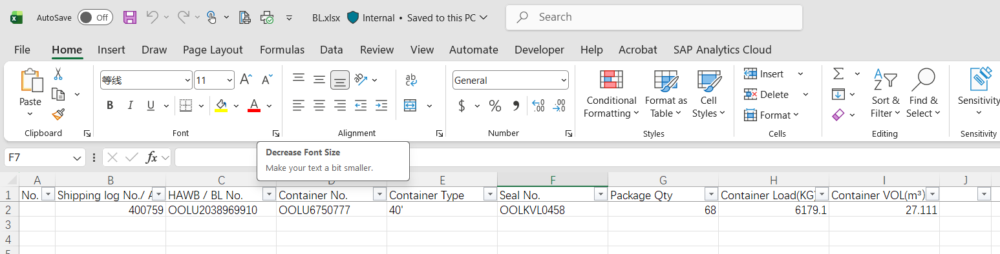 AutoSave Off BL.xlsx Internal • Saved to this PC Search
File Home Insert Draw Page Layout Formulas Data Review View Automate Developer Help Acrobat SAP Analytics Cloud
Paste
Clipboard
等线 11 A A
B I U A
Font
ab
c
Alignment
General
$ % , .00 .00
Number
Conditional Formatting
Format as Table
Cell Styles
Styles
Insert
Delete
Format
Cells
Σ
Sort & Filter
Find & Select
Editing
Sensitivity
Sensitivity
F7 fx
Decrease Font Size
Make your text a bit smaller.
A B C D E F G H I J
1 No. Shipping log No./ HAWB / BL No. Container No. Container Type Seal No. Package Qty Container Load(KG) Container VOL(m³)
2 400759 OOLU2038969910 OOLU6750777 40' OOLKVL0458 68 6179.1 27.111
3
4
5